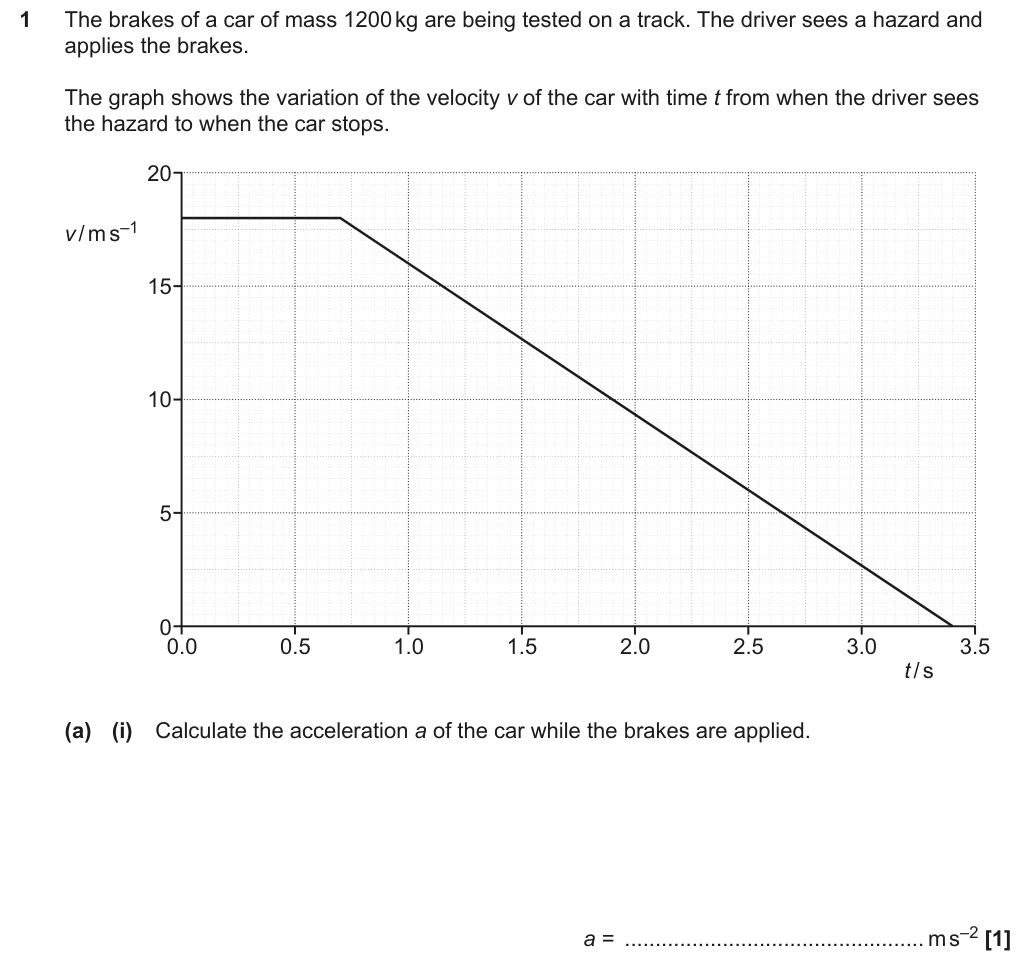 1 The brakes of a car of mass 1200 kg are being tested on a track. The driver sees a hazard and
applies the brakes.
The graph shows the variation of the velocity v of the car with time t from when the driver sees
the hazard to when the car stops.
20
v / m s⁻¹
15
10
5
0
0.0 0.5 1.0 1.5 2.0 2.5 3.0 3.5
t / s
(a) (i) Calculate the acceleration a of the car while the brakes are applied.
a = ................................................ m s⁻² [1]